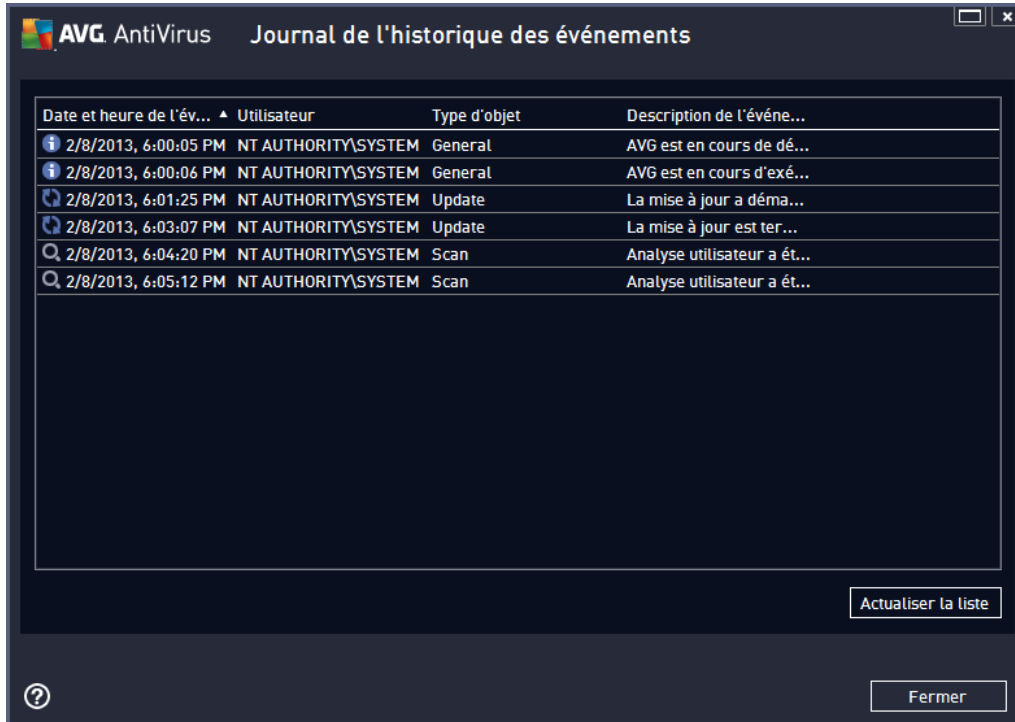 AVG AntiVirus Journal de l'historique des événements
Date et heure de l'év... Utilisateur Type d'objet Description de l'événe...
2/8/2013, 6:00:05 PM NT AUTHORITY\SYSTEM General AVG est en cours de dé...
2/8/2013, 6:00:06 PM NT AUTHORITY\SYSTEM General AVG est en cours d'exé...
2/8/2013, 6:01:25 PM NT AUTHORITY\SYSTEM Update La mise à jour a déma...
2/8/2013, 6:03:07 PM NT AUTHORITY\SYSTEM Update La mise à jour est ter...
2/8/2013, 6:04:20 PM NT AUTHORITY\SYSTEM Scan Analyse utilisateur a ét...
2/8/2013, 6:05:12 PM NT AUTHORITY\SYSTEM Scan Analyse utilisateur a ét...
Actualiser la liste
Fermer